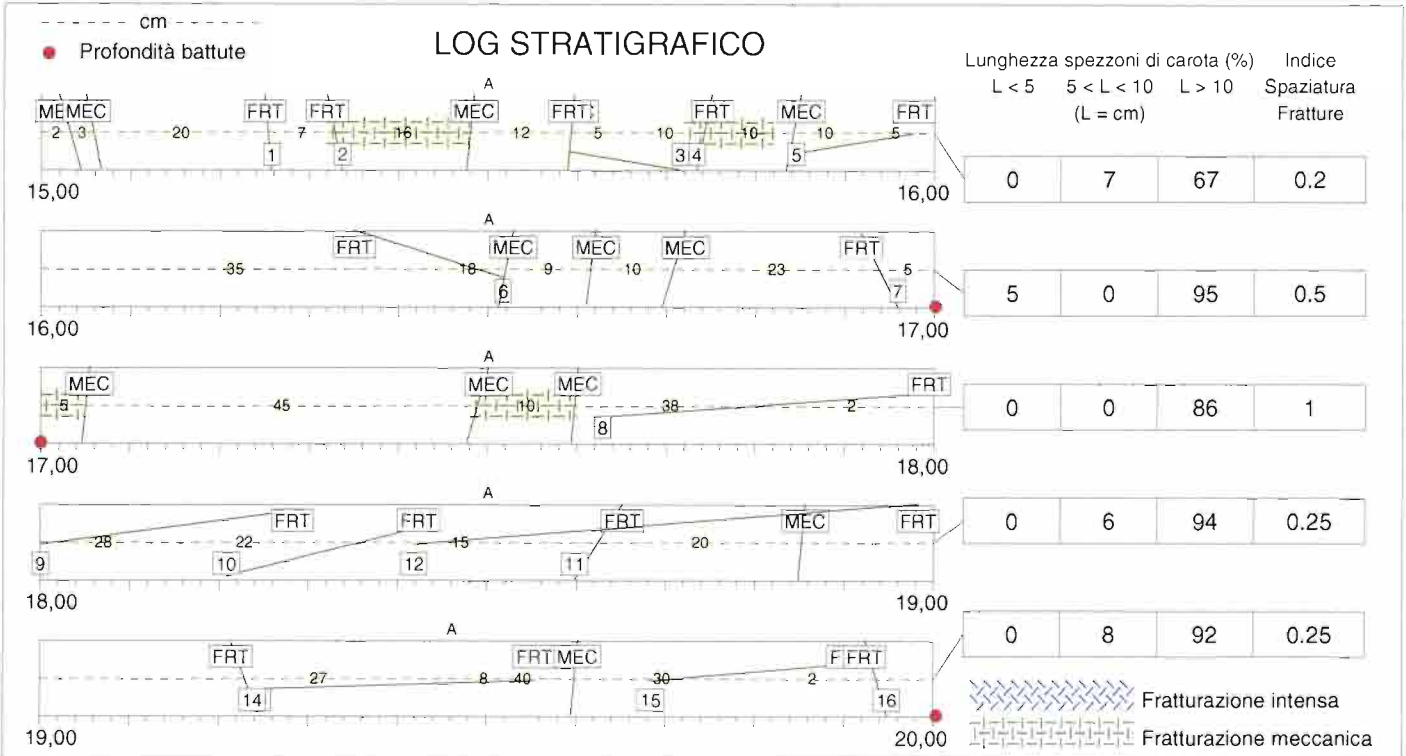 cm
Profondità battute
LOG STRATIGRAFICO
Lunghezza spezzoni di carota (%) Indice
L < 5 5 < L < 10 L > 10 Spaziatura
(L = cm) Fratture
A
MEC FRT FRT MEC FRT FRT MEC FRT
2 3 20 7 16 12 5 10 10 10 5
1 2 3 4 5
15,00 16,00
0 7 67 0.2
A
FRT MEC MEC MEC FRT
35 18 9 10 23 5
6 7
16,00 17,00
5 0 95 0.5
A
MEC MEC MEC FRT
5 45 10 38 2
8
17,00 18,00
0 0 86 1
A
FRT FRT FRT MEC FRT
28 22 15 20
9 10 12 11
18,00 19,00
0 6 94 0.25
A
FRT FRT MEC F FRT
27 8 40 30 2
14 15 16
19,00 20,00
0 8 92 0.25
Fratturazione intensa
Fratturazione meccanica